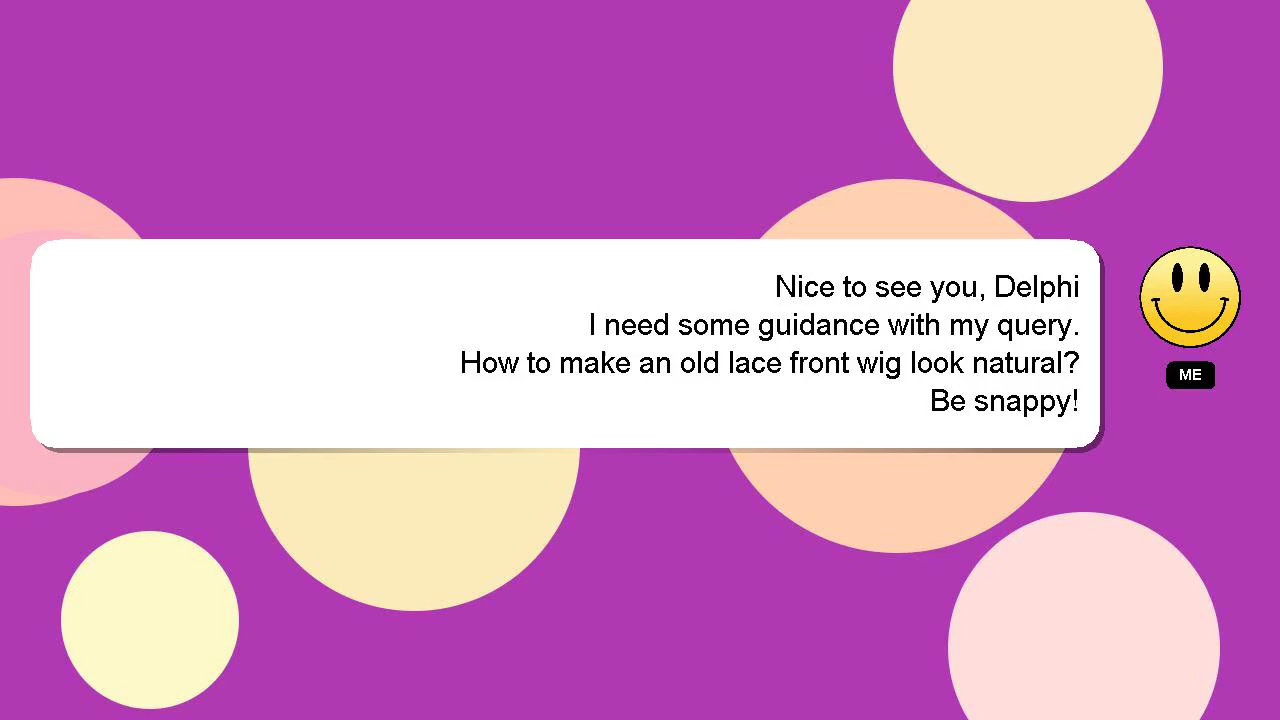 Nice to see you, Delphi
I need some guidance with my query.
How to make an old lace front wig look natural?
Be snappy!
ME